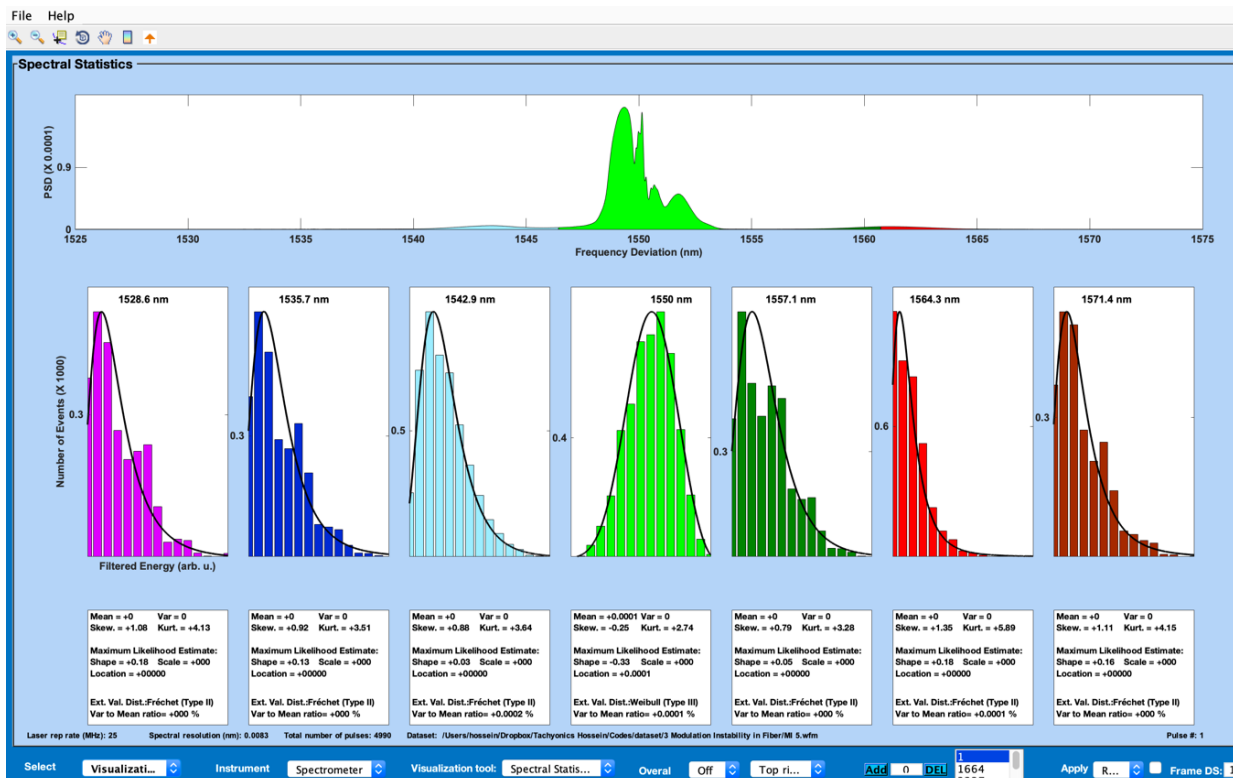 File Help
Spectral Statistics
PSD (X 0.0001)
0.9
0
1525 1530 1535 1540 1545 1550 1555 1560 1565 1570 1575
Frequency Deviation (nm)
1528.6 nm 1535.7 nm 1542.9 nm 1550 nm 1557.1 nm 1564.3 nm 1571.4 nm
Number of Events (X 1000)
0.3 0.3 0.5 0.4 0.3 0.6 0.3
Filtered Energy (arb. u.)
Mean = +0 Var = 0
Skew. = +1.08 Kurt. = +4.13
Maximum Likelihood Estimate:
Shape = +0.18 Scale = +000
Location = +00000
Ext. Val. Dist.:Fréchet (Type II)
Var to Mean ratio= +000 %
Mean = +0 Var = 0
Skew. = +0.92 Kurt. = +3.51
Maximum Likelihood Estimate:
Shape = +0.13 Scale = +000
Location = +00000
Ext. Val. Dist.:Fréchet (Type II)
Var to Mean ratio= +000 %
Mean = +0 Var = 0
Skew. = +0.88 Kurt. = +3.64
Maximum Likelihood Estimate:
Shape = +0.03 Scale = +000
Location = +00000
Ext. Val. Dist.:Fréchet (Type II)
Var to Mean ratio= +0.0002 %
Mean = +0.0001 Var = 0
Skew. = -0.25 Kurt. = +2.74
Maximum Likelihood Estimate:
Shape = -0.33 Scale = +000
Location = +0.0001
Ext. Val. Dist.:Weibull (Type III)
Var to Mean ratio= +0.0001 %
Mean = +0 Var = 0
Skew. = +0.79 Kurt. = +3.28
Maximum Likelihood Estimate:
Shape = +0.05 Scale = +000
Location = +00000
Ext. Val. Dist.:Fréchet (Type II)
Var to Mean ratio= +000 %
Mean = +0 Var = 0
Skew. = +1.35 Kurt. = +5.89
Maximum Likelihood Estimate:
Shape = +0.18 Scale = +000
Location = +00000
Ext. Val. Dist.:Fréchet (Type II)
Var to Mean ratio= +0.0001 %
Mean = +0 Var = 0
Skew. = +1.11 Kurt. = +4.15
Maximum Likelihood Estimate:
Shape = +0.16 Scale = +000
Location = +00000
Ext. Val. Dist.:Fréchet (Type II)
Var to Mean ratio= +000 %
Laser rep rate (MHz): 25 Spectral resolution (nm): 0.0083 Total number of pulses: 4990 Dataset: /Users/hossein/Dropbox/Tachyonics Hossein/Codes/dataset/3 Modulation Instability in Fiber/MI 5.wfm Pulse #: 1
Select Visualizati... Instrument Spectrometer Visualization tool: Spectral Statis... Overal Off Top ri... Add 0 DEL 1 Apply R... Frame DS: 1
1664